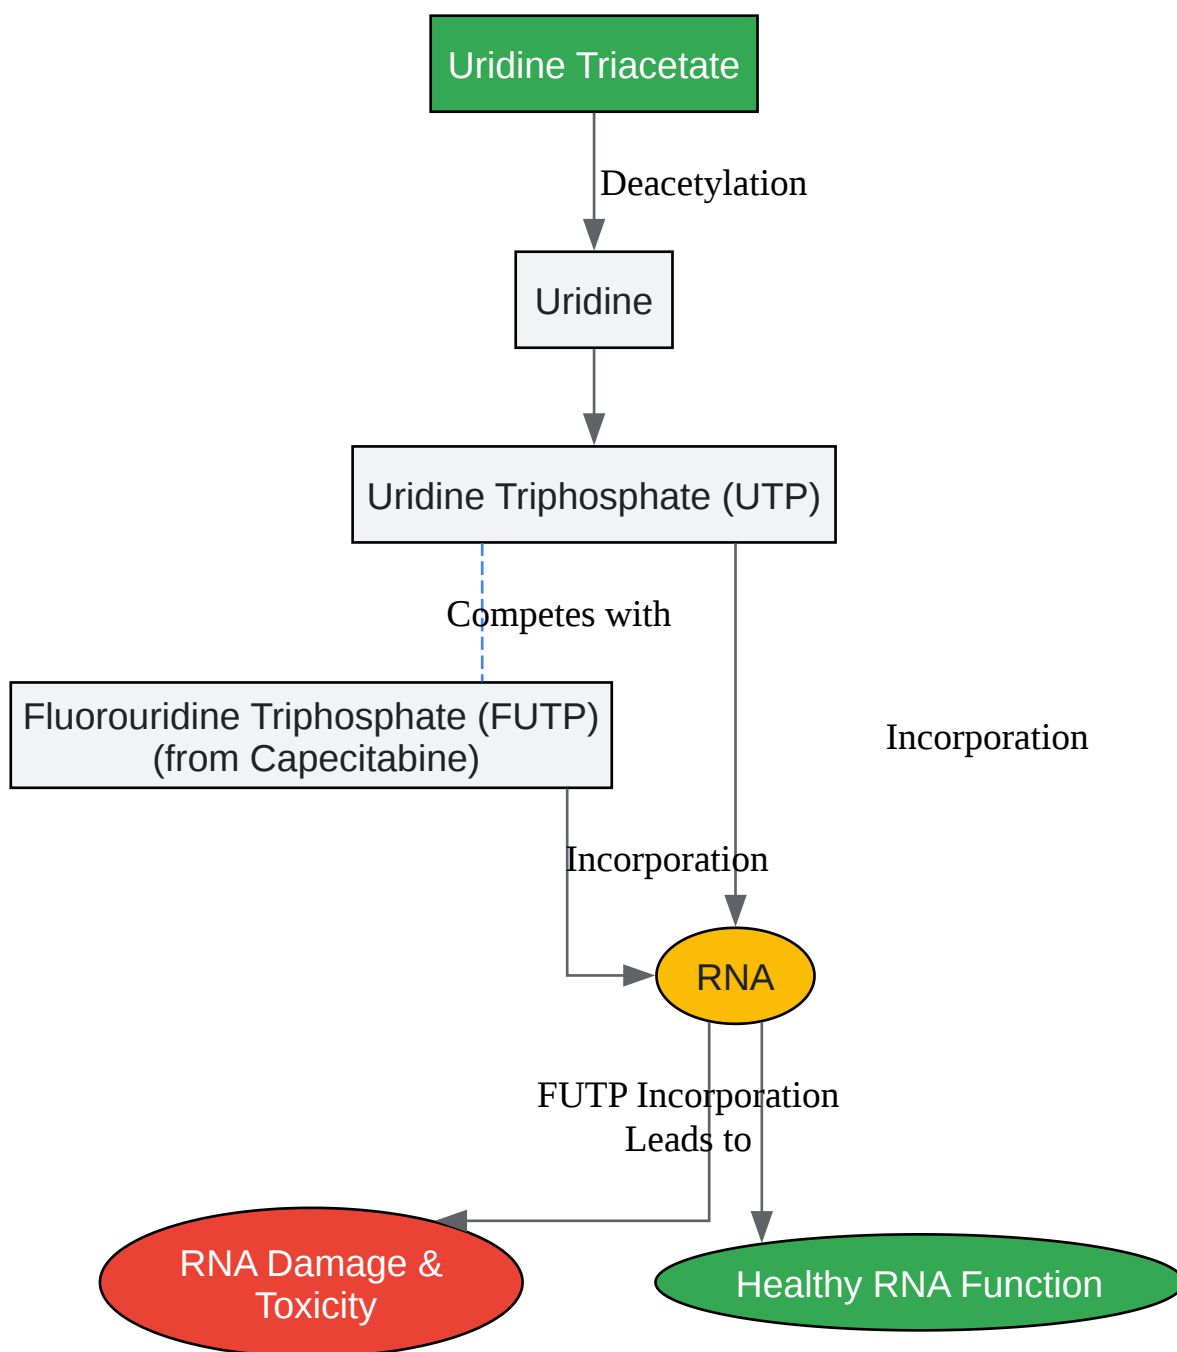 Uridine Triacetate
Deacetylation
Uridine
Uridine Triphosphate (UTP)
Competes with
Fluorouridine Triphosphate (FUTP)
(from Capecitabine)
Incorporation
Incorporation
RNA
FUTP Incorporation
Leads to
RNA Damage &
Toxicity
Healthy RNA Function